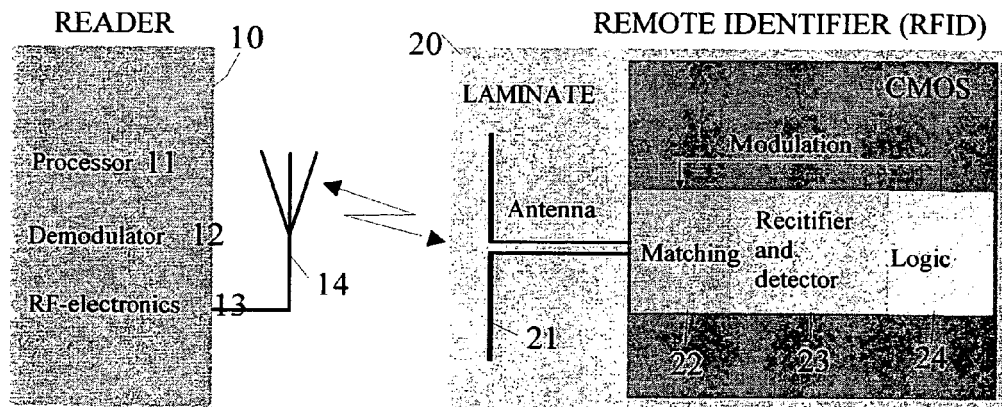 READER
10
Processor 11
Demodulator 12
RF-electronics 13
14
REMOTE IDENTIFIER (RFID)
20
LAMINATE
CMOS
Modulation
Antenna
Matching
Rectifier
and
detector
Logic
21
22
23
24